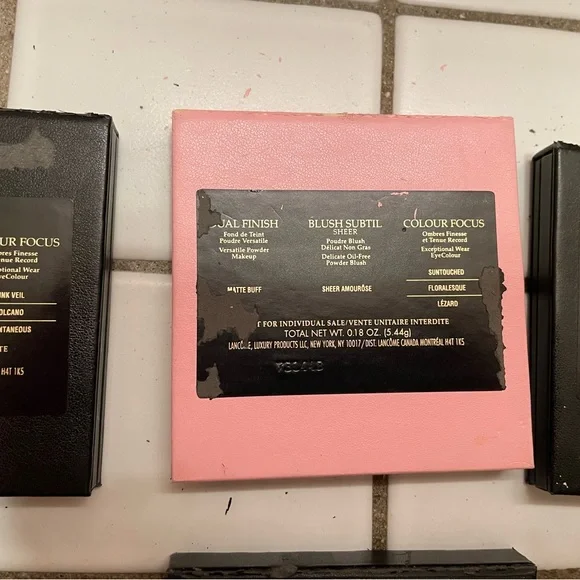 UR FOCUS
bres Finesse
enue Record
ptional Wear
eColour
NK VEIL
OLCANO
NTANEOUS
TE
H4T 1K5
UAL FINISH
Fond de Teint
Poudre Versatile
Versatile Powder
Makeup
MATTE BUFF
BLUSH SUBTIL
SHEER
Poudre Blush
Délicat Non Gras
Delicate Oil-Free
Powder Blush
SHEER AMOURÖSE
COLOUR FOCUS
Ombres Finesse
et Tenue Record
Exceptional Wear
EyeColour
SUNTOUCHED
FLORALESQUE
LÉZARD
T FOR INDIVIDUAL SALE/VENTE UNITAIRE INTERDITE
TOTAL NET WT. 0.18 OZ. (5.44g)
LANCÔME, LUXURY PRODUCTS LLC, NEW YORK, NY 10017/DIST. LANCÔME CANADA MONTRÉAL H4T 1K5